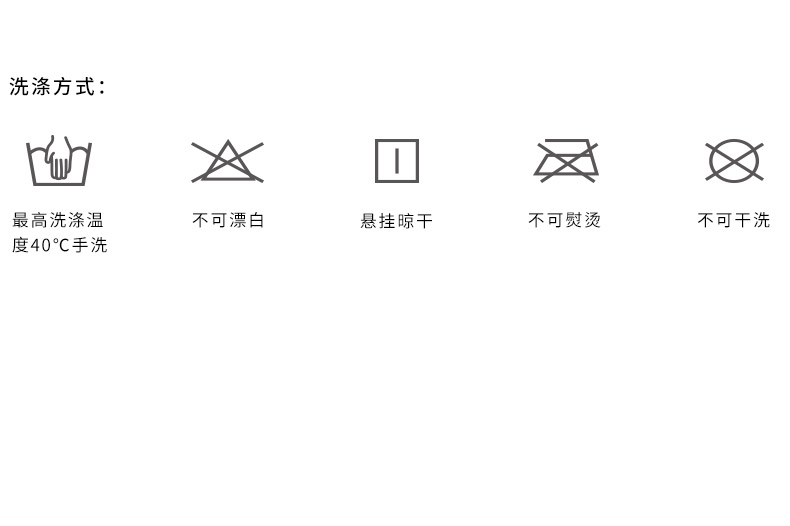 洗涤方式：
最高洗涤温
度40℃手洗
不可漂白
悬挂晾干
不可熨烫
不可干洗